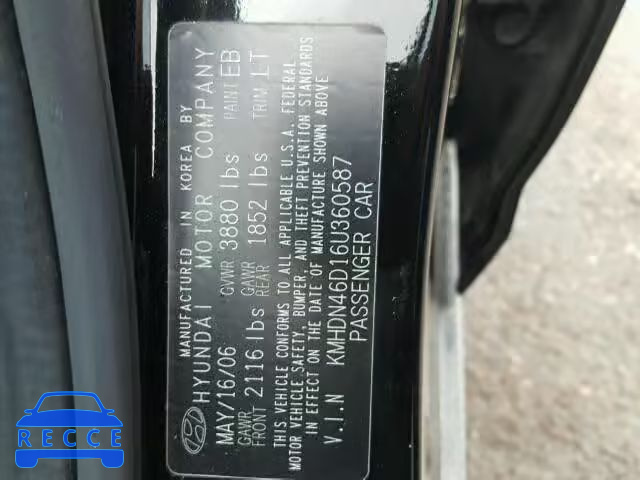 MANUFACTURED IN KOREA BY
HYUNDAI MOTOR COMPANY
MAY/16/06 GVWR 3880 lbs PAINT EB
GAWR FRONT 2116 lbs GAWR REAR 1852 lbs TRIM LT
THIS VEHICLE CONFORMS TO ALL APPLICABLE U.S.A. FEDERAL
MOTOR VEHICLE SAFETY, BUMPER, AND THEFT PREVENTION STANDARDS
IN EFFECT ON THE DATE OF MANUFACTURE SHOWN ABOVE
V.I.N KMHDN46D16U360587
PASSENGER CAR
RECCE